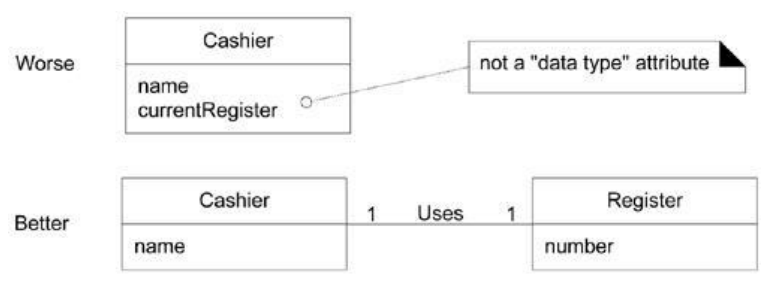 Worse
Cashier
name
currentRegister
not a "data type" attribute
Better
Cashier
name
1 Uses 1
Register
number